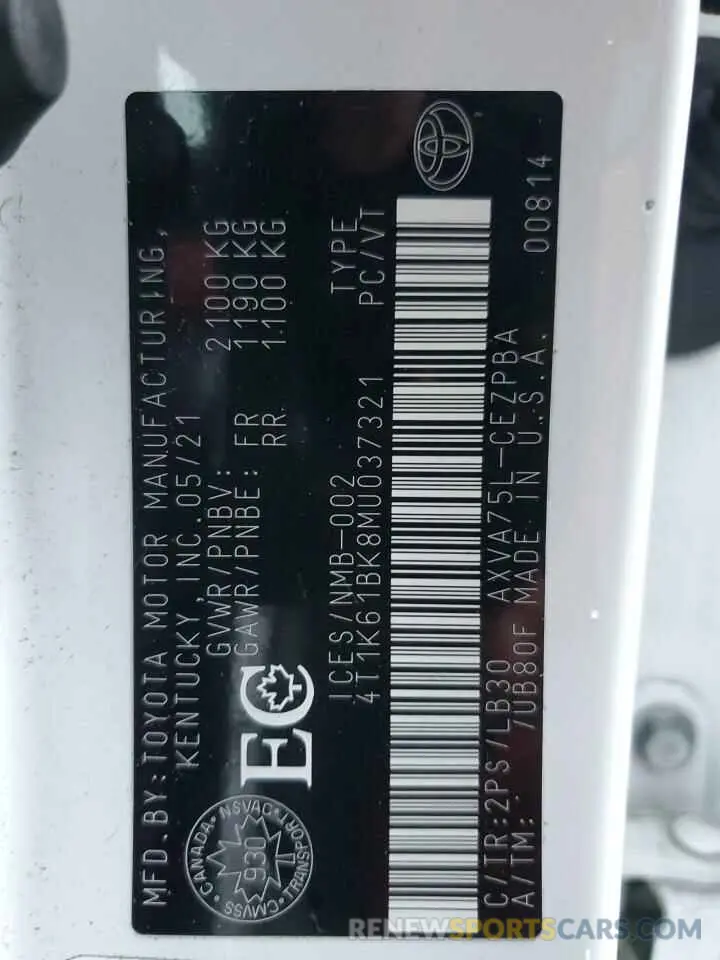 MFD.BY:TOYOTA MOTOR MANUFACTURING,
KENTUCKY,INC.05/21
GVWR/PNBV: 2100 KG
GAWR/PNBE: FR 1190 KG
RR 1100 KG
EC
CANADA NSVAC TRANSPORT CMVSS
930
ICES/NMB-002 TYPE
4T1K61BK8MU037321 PC/VT
C/TR:2PS /LB30 AXVA75L-CEZPBA
A/TM: /UB80F MADE IN U.S.A. 00814
RENEWSPORTSCARS.COM